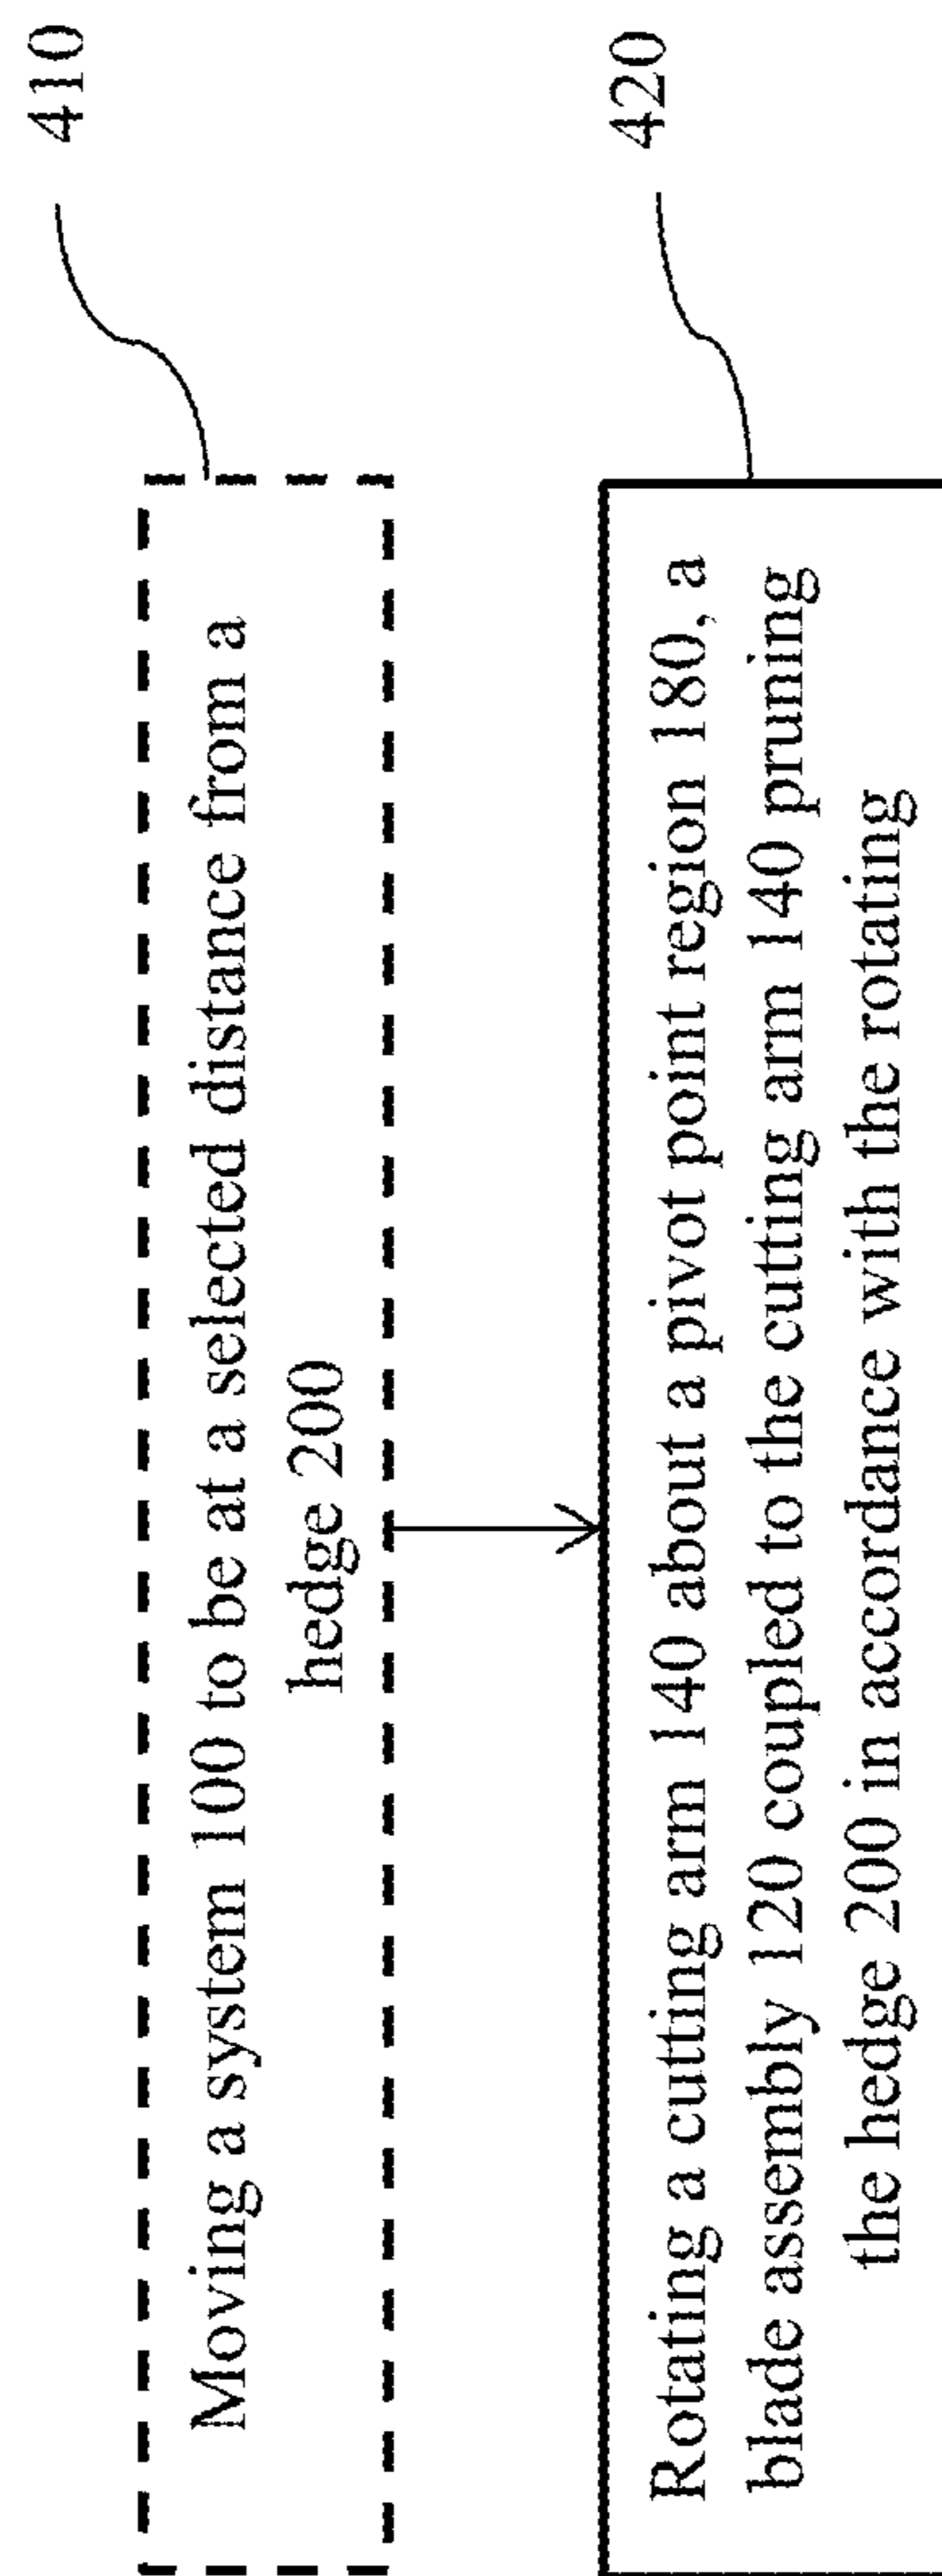 410
Moving a system 100 to be at a selected distance from a
hedge 200
420
Rotating a cutting arm 140 about a pivot point region 180, a
blade assembly 120 coupled to the cutting arm 140 pruning
the hedge 200 in accordance with the rotating